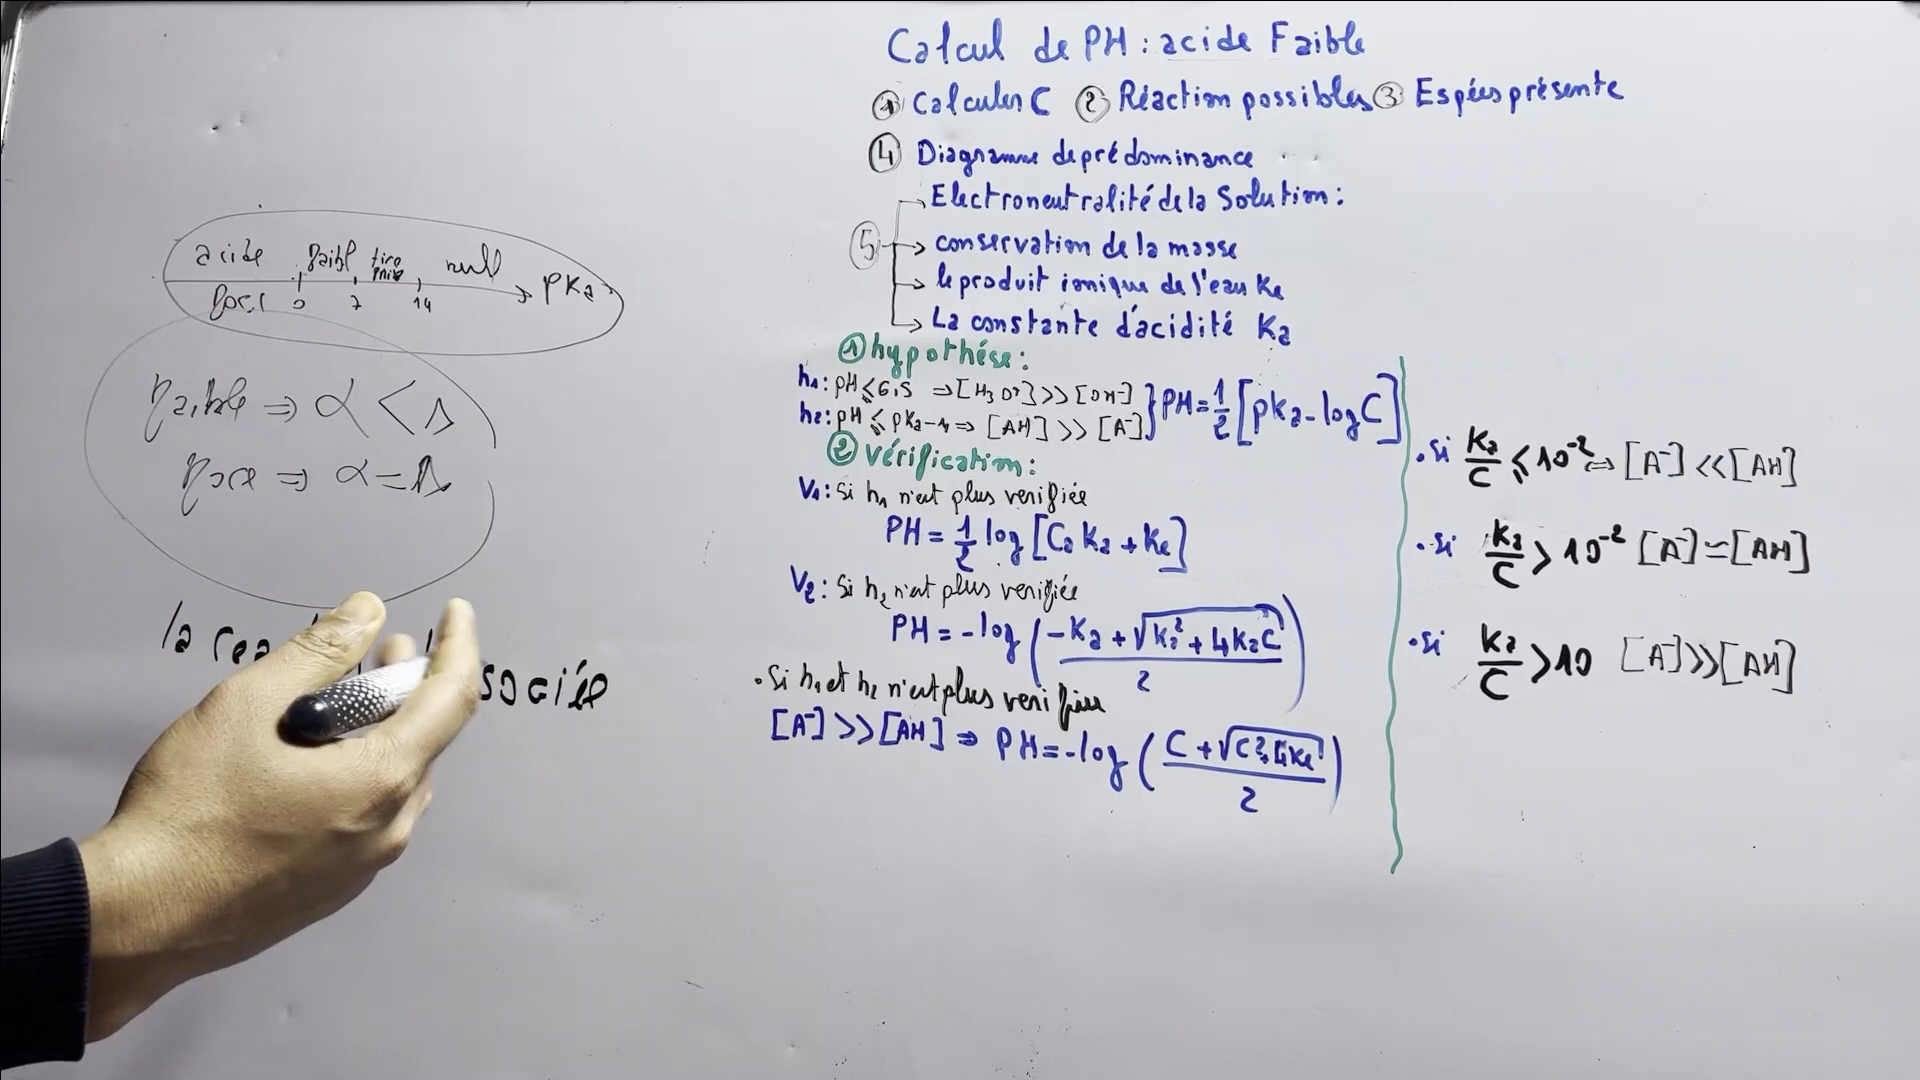 Calcul de PH : acide Faible
① Calculer C ② Réaction possibles ③ Espées présente
④ Diagramme de prédominance
⑤ → Electroneutralité de la Solution :
→ conservation de la masse
→ le produit ionique de l'eau Ke
→ La constante d'acidité Ka
① hypothése :
h1 : pH ⩽ 6,5 ⇒ [H3O+] >> [OH-]
h2 : pH ⩽ pKa-1 ⇒ [AH] >> [A-] } PH = 1/2 [pKa - log C]
② vérification :
V1 : Si h1 n'est plus verifiée
PH = 1/2 log [Ca Ka + Ke]
V2 : Si h2 n'est plus verifiée
PH = -log ( (-Ka + √(Ka² + 4KaC)) / 2 )
• Si h1 et h2 n'est plus verifiée
[A-] >> [AH] ⇒ PH = -log ( (C + √(C² + 4Ke)) / 2 )
• Si Ka/C ⩽ 10^-2 ⇔ [A-] << [AH]
• Si Ka/C > 10^-2 [A-] = [AH]
• Si Ka/C > 10 [A-] >> [AH]
acide faibl null
0 7 14 pKa
faible ⇒ α < 1
force ⇒ α = 1
la